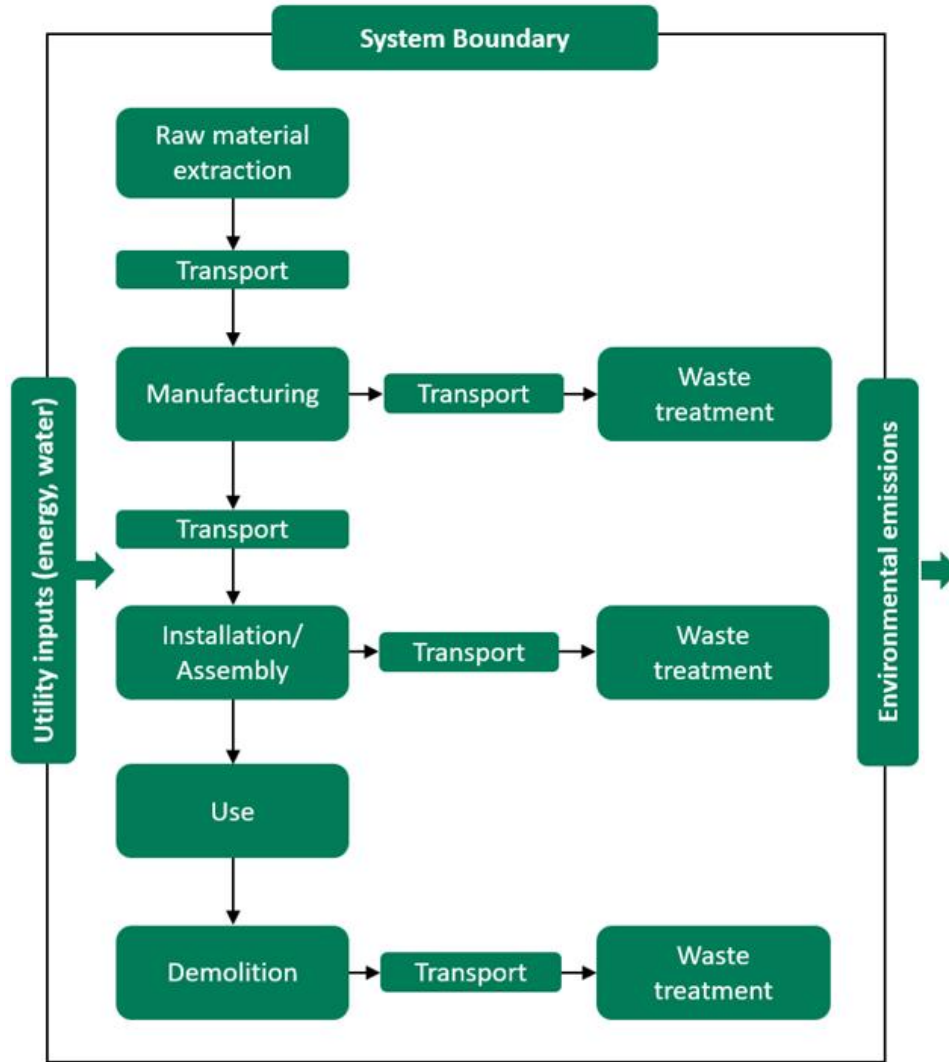 System Boundary
Raw material
extraction
Transport
Manufacturing
Transport
Waste
treatment
Transport
Installation/
Assembly
Transport
Waste
treatment
Use
Demolition
Transport
Waste
treatment
Utility inputs (energy, water)
Environmental emissions